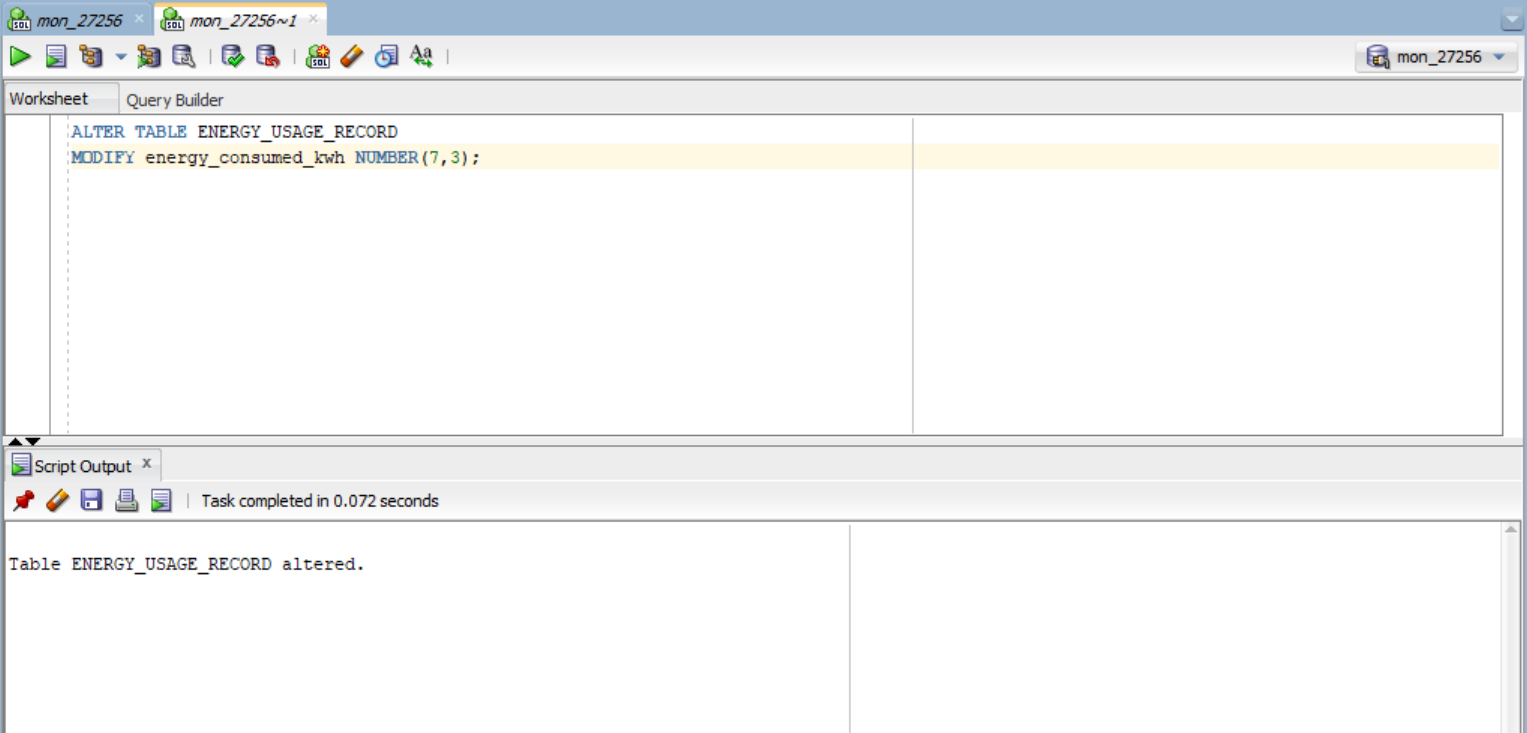 mon_27256 × mon_27256~1 ×
mon_27256
Worksheet Query Builder
ALTER TABLE ENERGY_USAGE_RECORD
MODIFY energy_consumed_kwh NUMBER(7,3);
Script Output x
Task completed in 0.072 seconds
Table ENERGY_USAGE_RECORD altered.